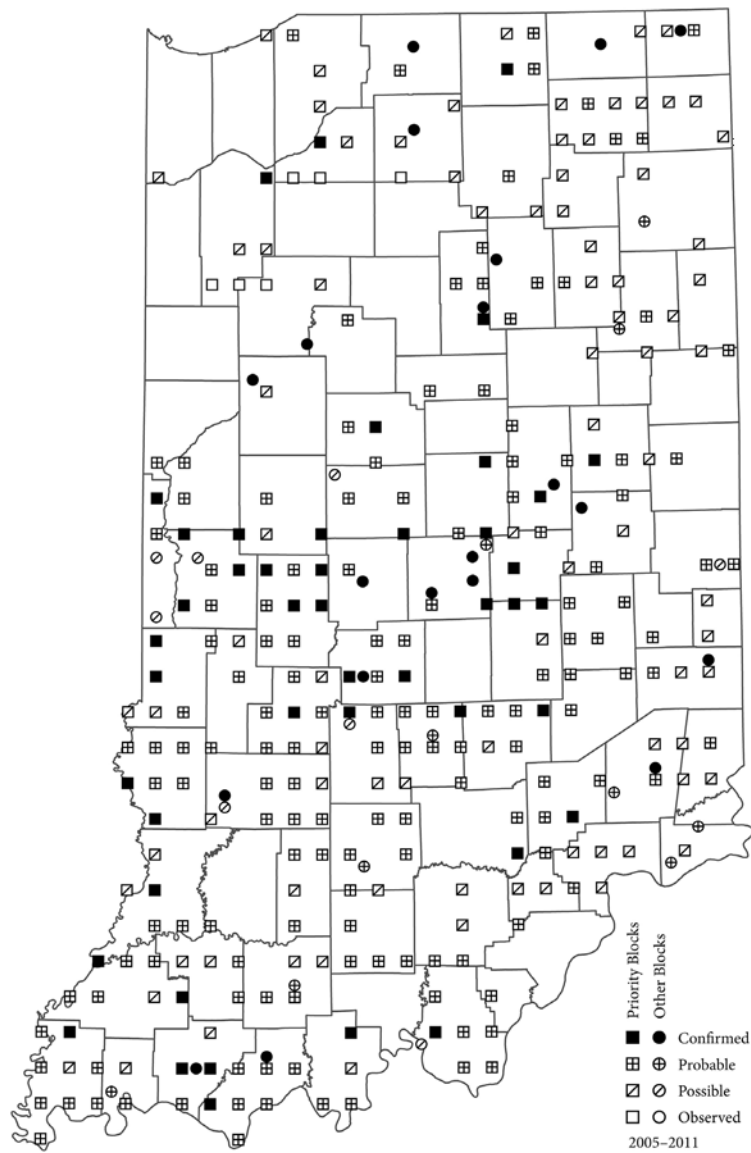 Priority Blocks
Other Blocks
Confirmed
Probable
Possible
Observed
2005–2011